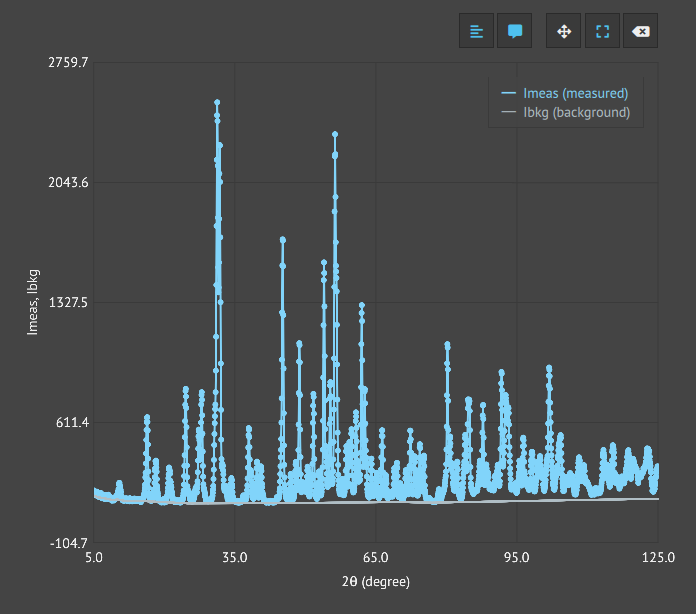 2759.7
Imeas (measured)
Ibkg (background)
2043.6
1327.5
Imeas, Ibkg
611.4
-104.7
5.0 35.0 65.0 95.0 125.0
2θ (degree)